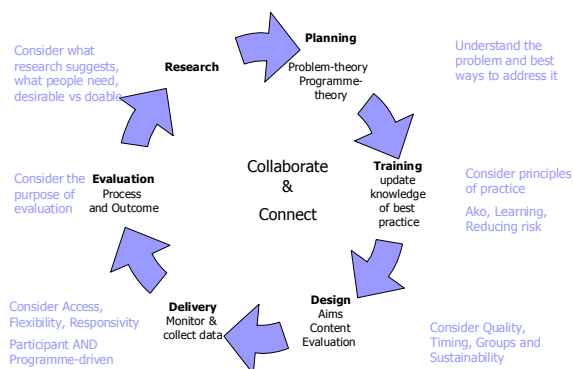 Planning
Problem-theory
Programme-
theory
Understand the
problem and best
ways to address it
Training
update
knowledge
of best
practice
Consider principles
of practice
Ako, Learning,
Reducing risk
Design
Aims
Content
Evaluation
Consider Quality,
Timing, Groups and
Sustainability
Delivery
Monitor &
collect data
Consider Access,
Flexibility, Responsivity
Participant AND
Programme-driven
Evaluation
Process
and Outcome
Consider the
purpose of
evaluation
Research
Consider what
research suggests,
what people need,
desirable vs doable
Collaborate
&
Connect